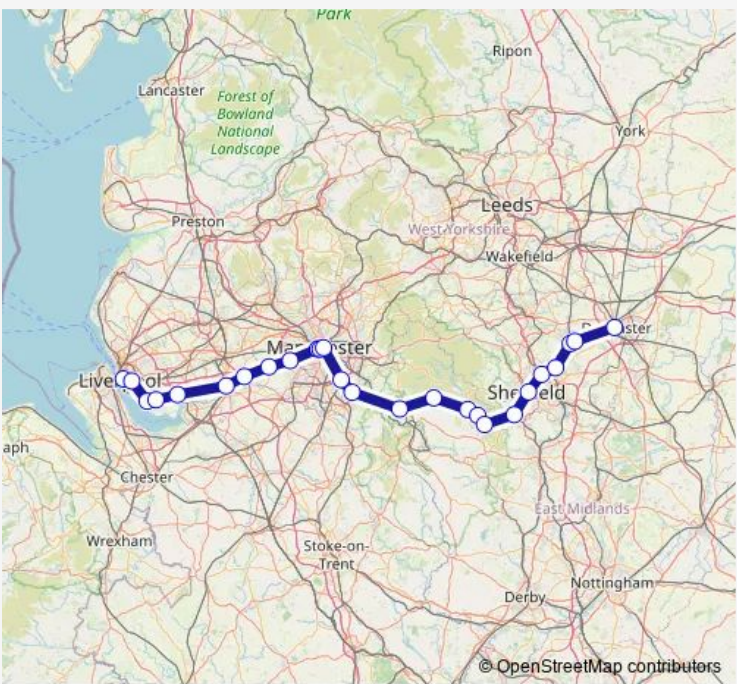 Park
Ripon
Lancaster
Forest of
Bowland
National
Landscape
York
Leeds
Preston
West Yorkshire
Wakefield
Chester
aph
Wrexham
East Midlands
Stoke-on-
Trent
Nottingham
Derby
© OpenStreetMap contributors